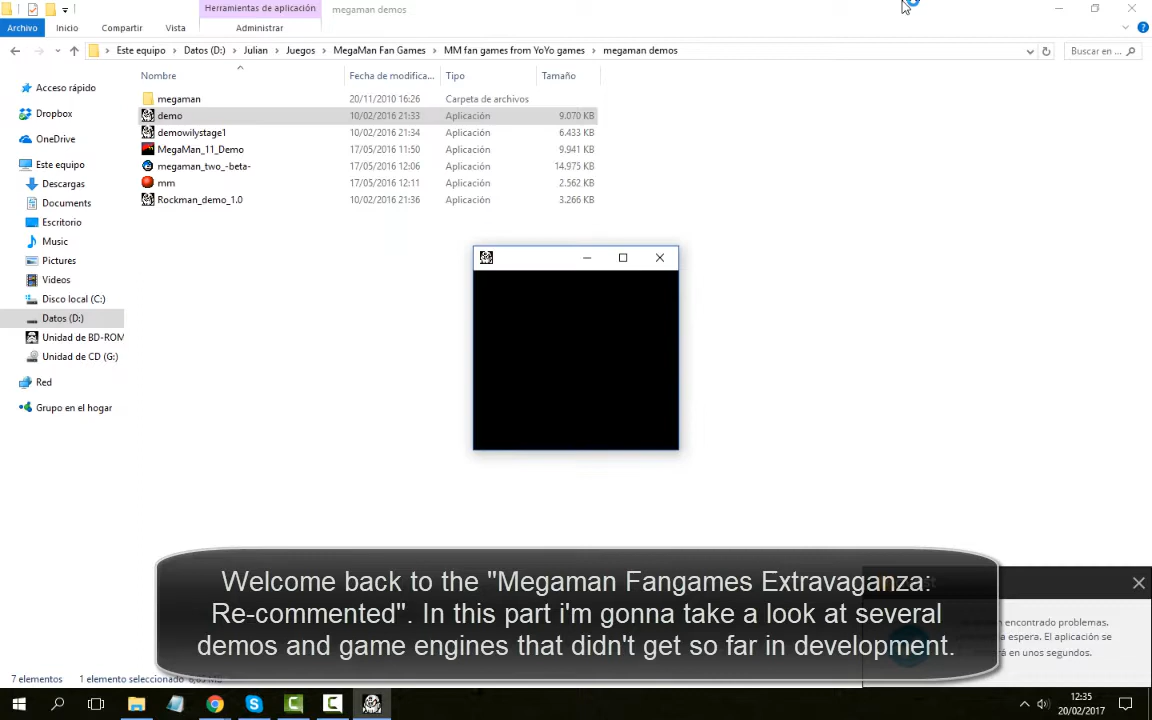 Herramientas de aplicación megaman demos
Archivo Inicio Compartir Vista Administrar
Este equipo > Datos (D:) > Julian > Juegos > MegaMan Fan Games > MM fan games from YoYo games > megaman demos Buscar en ...
Nombre Fecha de modifica... Tipo Tamaño
Acceso rápido
Dropbox
OneDrive
Este equipo
Descargas
Documents
Escritorio
Music
Pictures
Videos
Disco local (C:)
Datos (D:)
Unidad de BD-ROM
Unidad de CD (G:)
Red
Grupo en el hogar
megaman 20/11/2010 16:26 Carpeta de archivos
demo 10/02/2016 21:33 Aplicación 9.070 KB
demowilystage1 10/02/2016 21:34 Aplicación 6.433 KB
MegaMan_11_Demo 17/05/2016 11:50 Aplicación 9.941 KB
megaman_two_-beta- 17/05/2016 12:06 Aplicación 14.975 KB
mm 17/05/2016 12:11 Aplicación 2.562 KB
Rockman_demo_1.0 10/02/2016 21:36 Aplicación 3.266 KB
Welcome back to the "Megaman Fangames Extravaganza:
Re-commented". In this part i'm gonna take a look at several
demos and game engines that didn't get so far in development.
encontrado problemas,
espera. El aplicación se
en unos segundos.
7 elementos 1 elemento seleccionado
12:35
20/02/2017